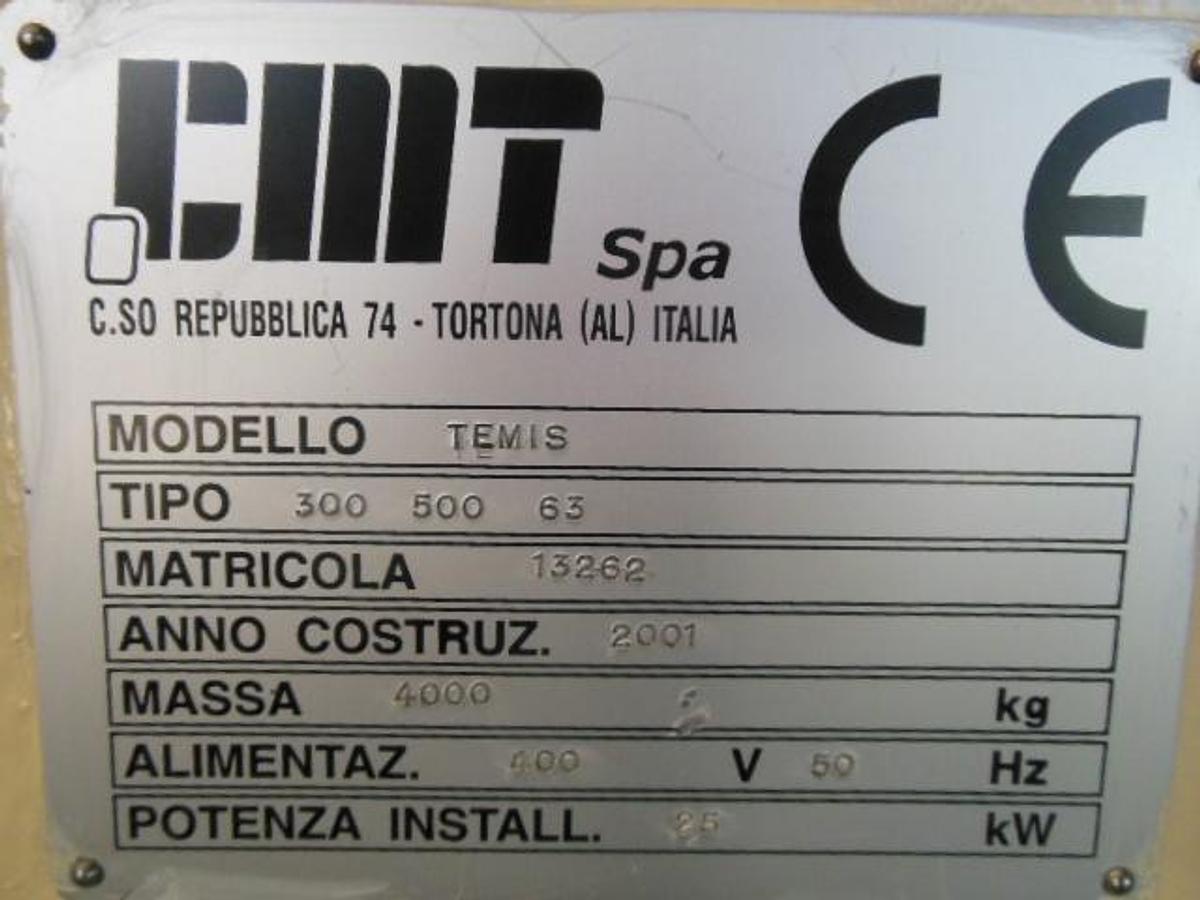 CMT Spa CE
C.SO REPUBBLICA 74 - TORTONA (AL) ITALIA
MODELLO TEMIS
TIPO 300 500 63
MATRICOLA 13262
ANNO COSTRUZ. 2001
MASSA 4000 kg
ALIMENTAZ. 400 V 50 Hz
POTENZA INSTALL. 25 kW